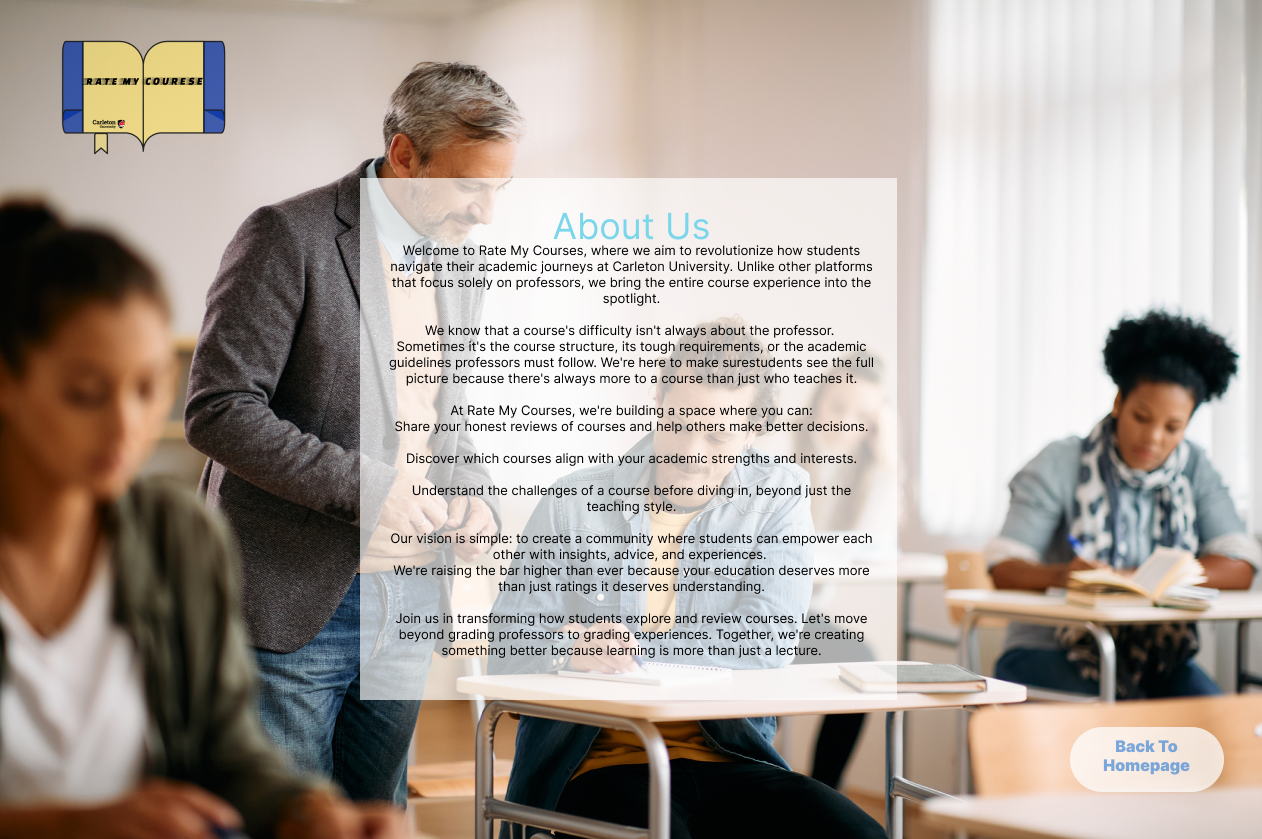 RATE MY COURESE
Carleton
University
About Us
Welcome to Rate My Courses, where we aim to revolutionize how students
navigate their academic journeys at Carleton University. Unlike other platforms
that focus solely on professors, we bring the entire course experience into the
spotlight.
We know that a course's difficulty isn't always about the professor.
Sometimes it's the course structure, its tough requirements, or the academic
guidelines professors must follow. We're here to make surestudents see the full
picture because there's always more to a course than just who teaches it.
At Rate My Courses, we're building a space where you can:
Share your honest reviews of courses and help others make better decisions.
Discover which courses align with your academic strengths and interests.
Understand the challenges of a course before diving in, beyond just the
teaching style.
Our vision is simple: to create a community where students can empower each
other with insights, advice, and experiences.
We're raising the bar higher than ever because your education deserves more
than just ratings it deserves understanding.
Join us in transforming how students explore and review courses. Let's move
beyond grading professors to grading experiences. Together, we're creating
something better because learning is more than just a lecture.
Back To
Homepage